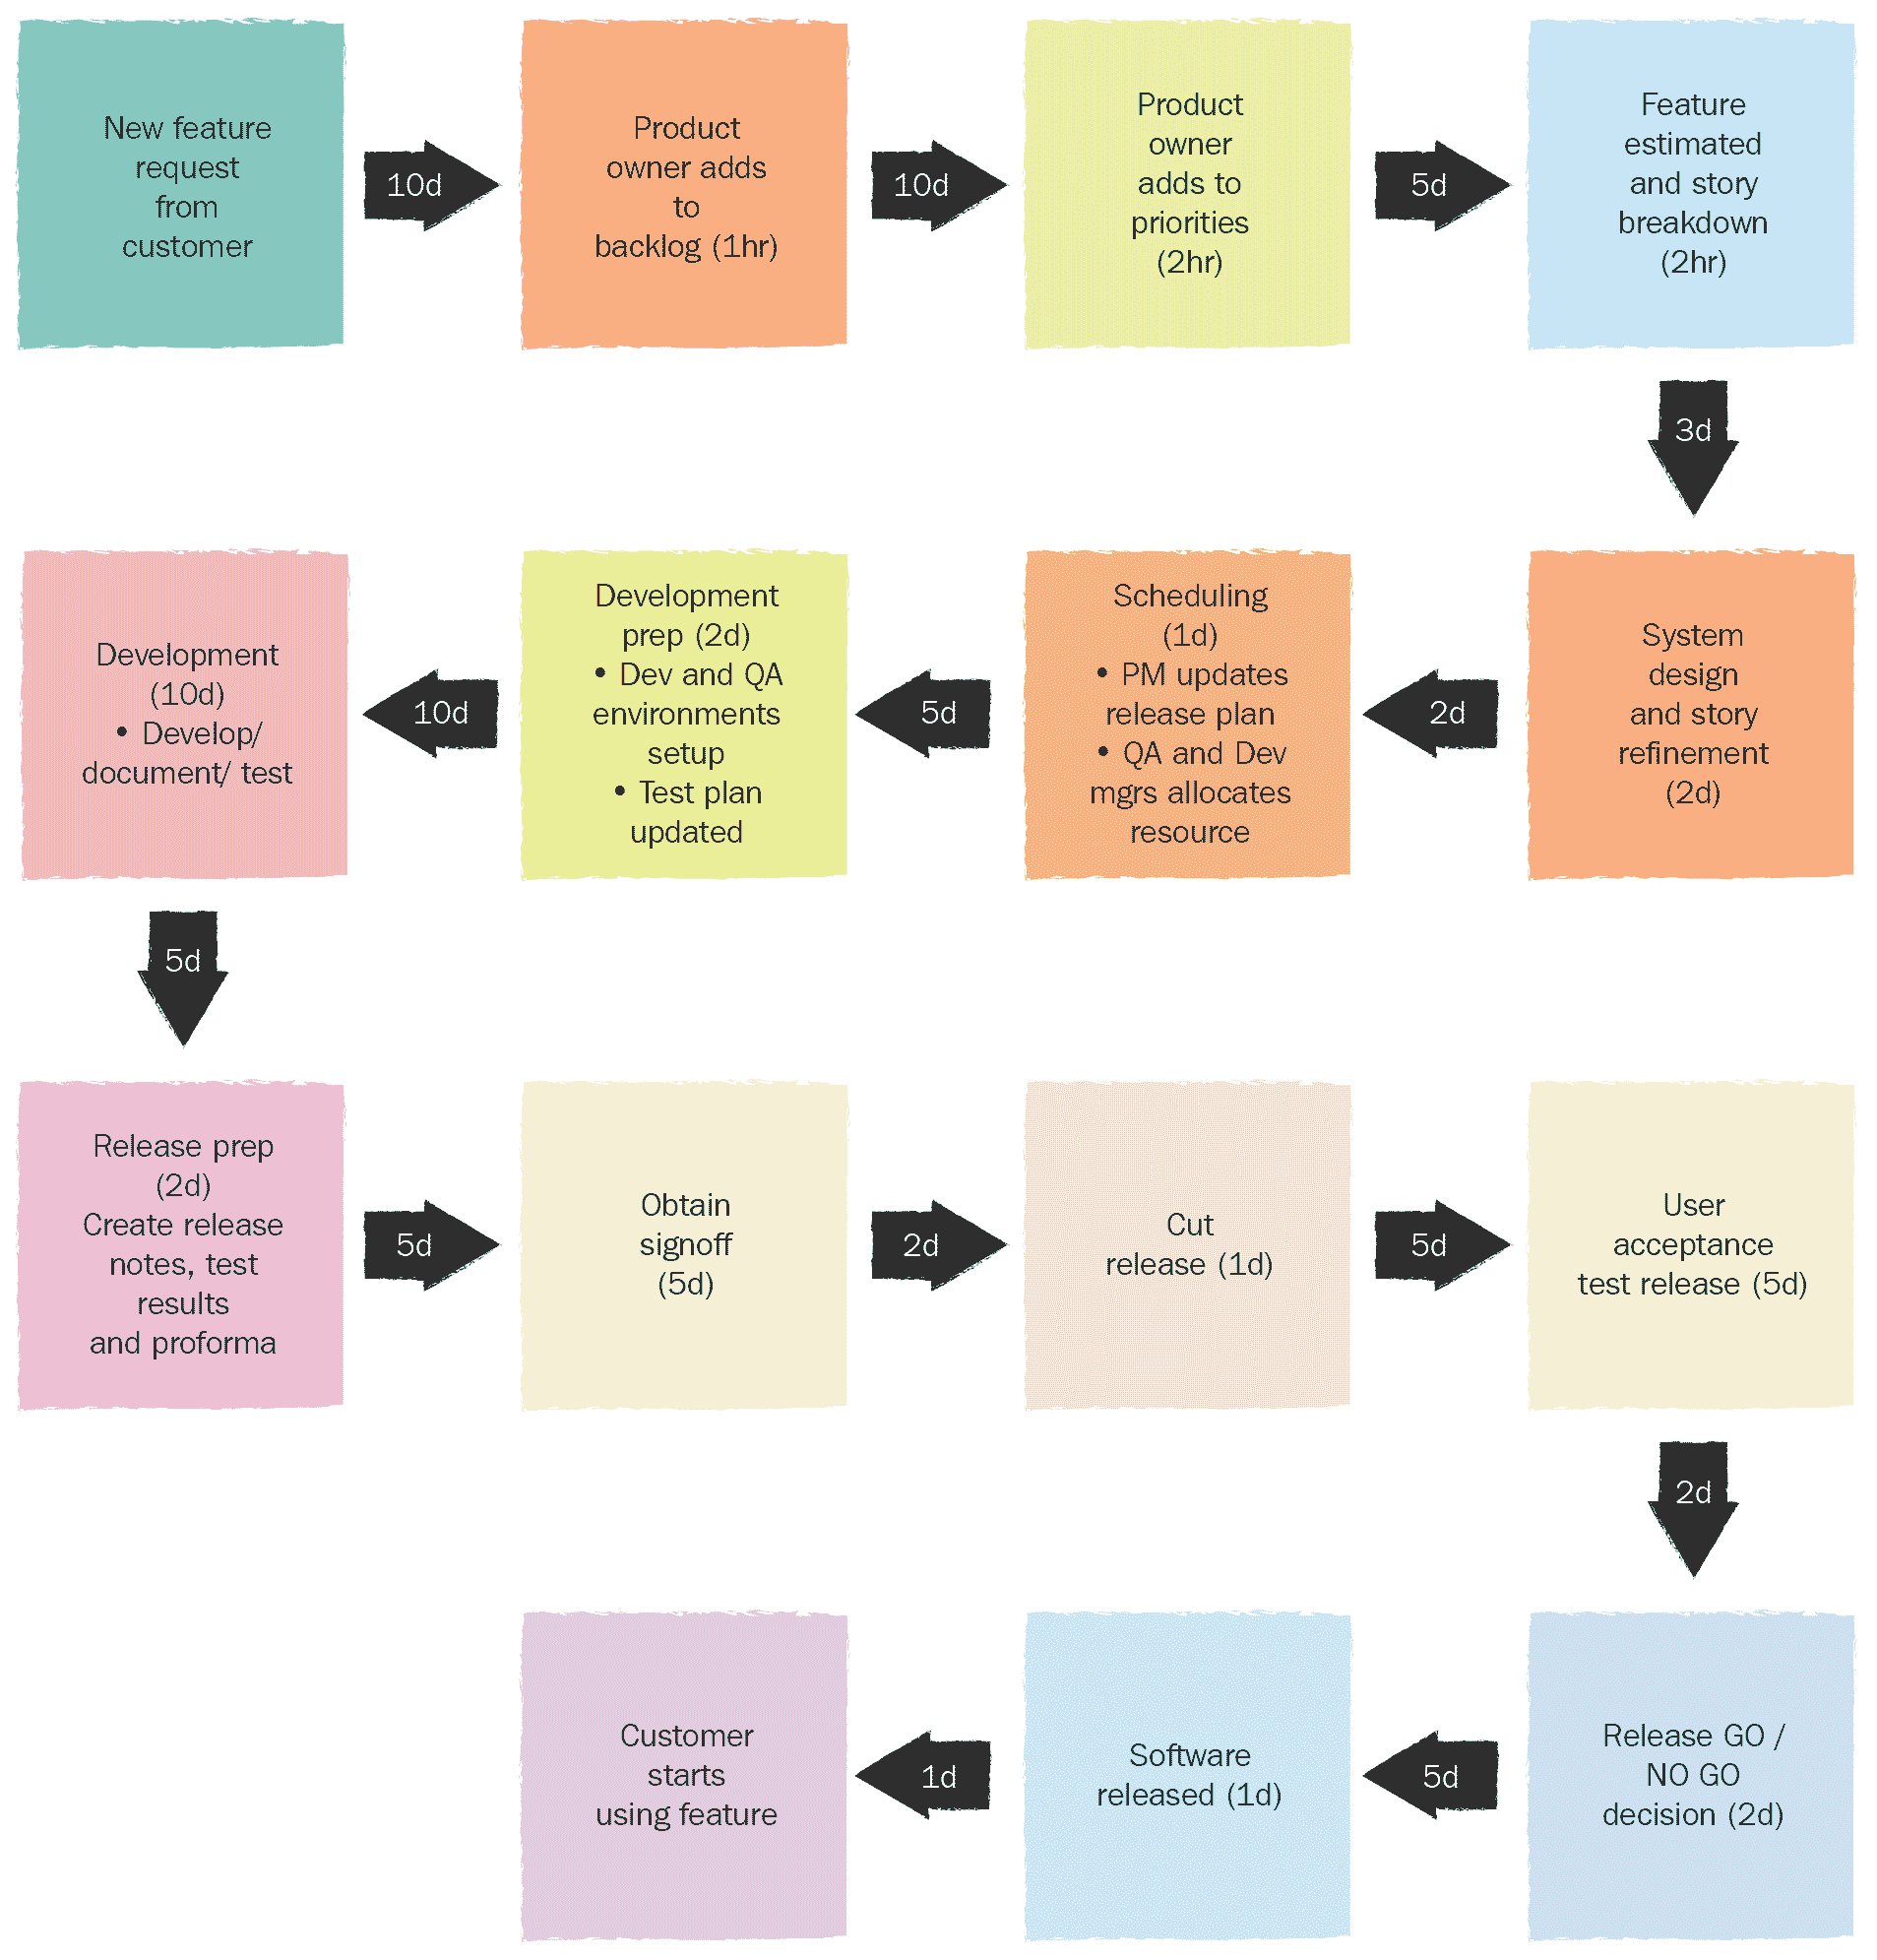 New feature
request
from
customer
10d
Product
owner adds
to
backlog (1hr)
10d
Product
owner
adds to
priorities
(2hr)
5d
Feature
estimated
and story
breakdown
(2hr)
3d
System
design
and story
refinement
(2d)
2d
Scheduling
(1d)
• PM updates
release plan
• QA and Dev
mgrs allocates
resource
5d
Development
prep (2d)
• Dev and QA
environments
setup
• Test plan
updated
10d
Development
(10d)
• Develop/
document/ test
5d
Release prep
(2d)
Create release
notes, test
results
and proforma
5d
Obtain
signoff
(5d)
2d
Cut
release (1d)
5d
User
acceptance
test release (5d)
2d
Release GO /
NO GO
decision (2d)
5d
Software
released (1d)
1d
Customer
starts
using feature